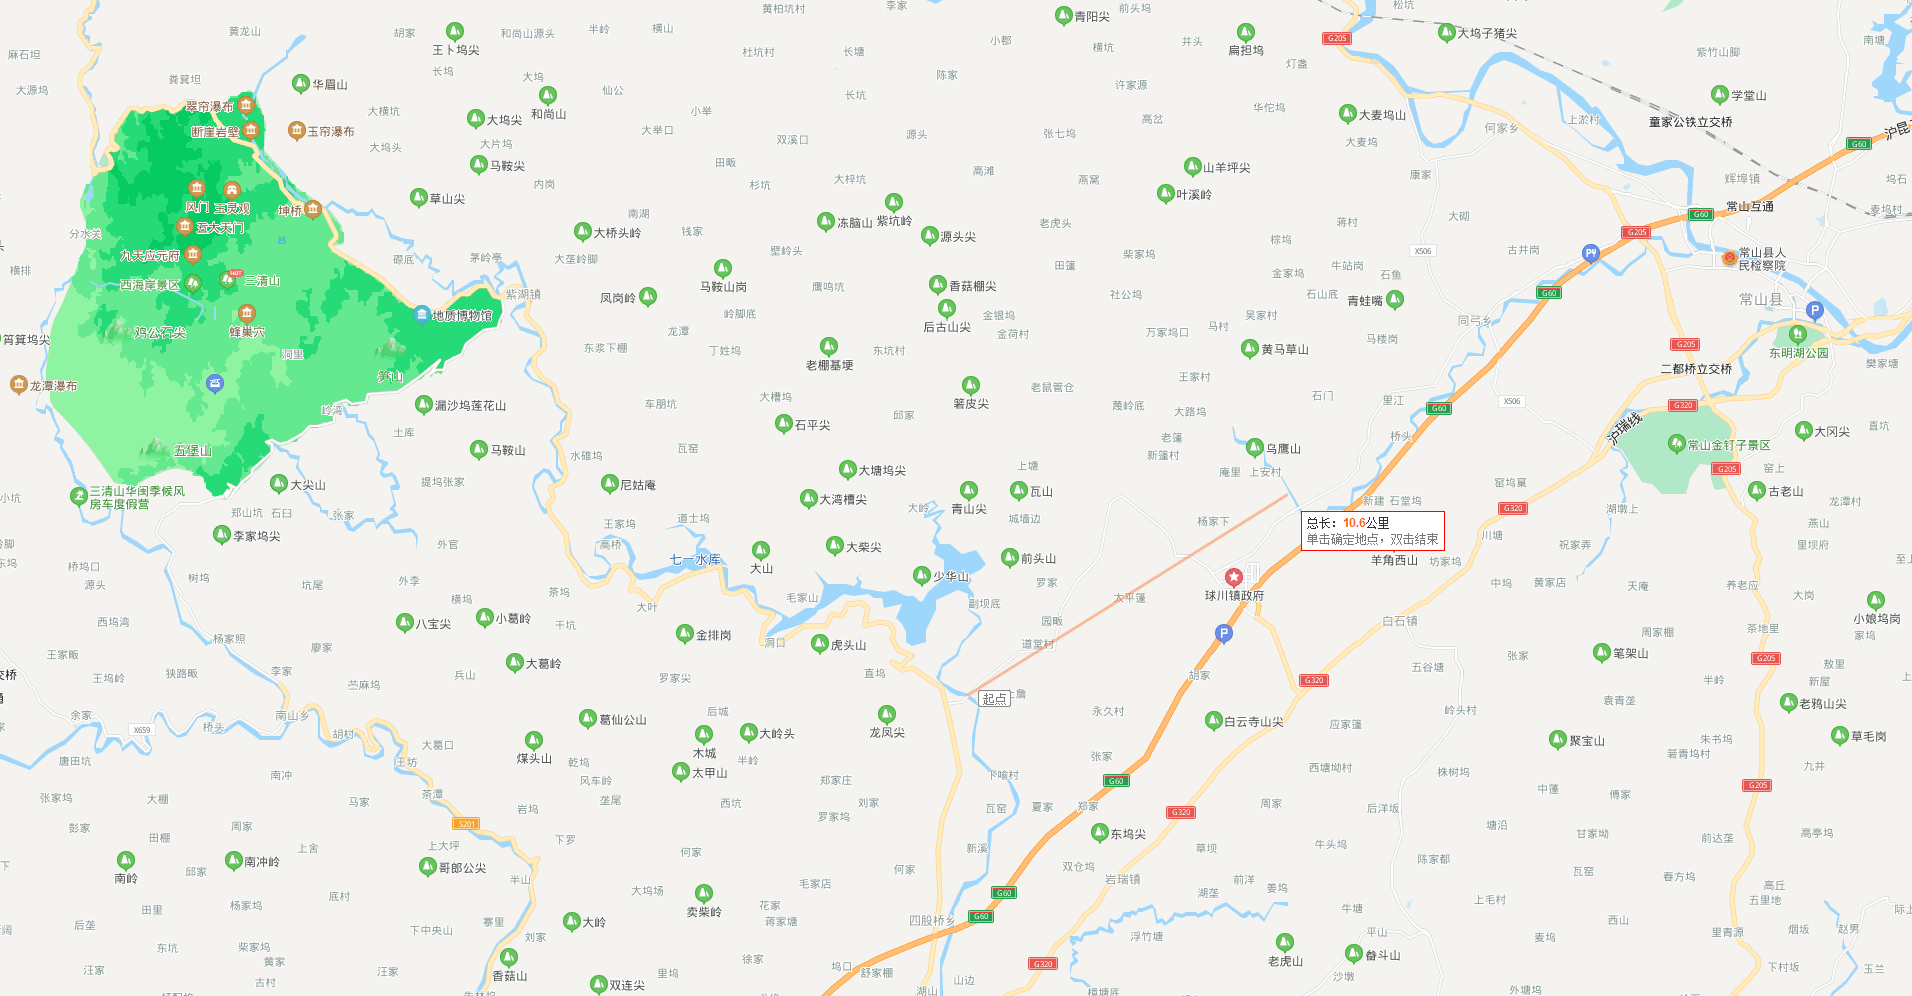 黄柏坑村
李家
松坑
青阳尖
前头坞
黄龙山
胡家
和尚山源头
半岭
横山
G205
大坞子猪尖
南塘
王卜坞尖
杜坑村
长塘
小郡
横坑
井头
扁担坞
紫竹山脚
麻石坦
长坞
大坞
陈家
灯盏
粪箕坦
华眉山
仙公
许家源
学堂山
大源坞
和尚山
长坑
华佗坞
翠帘瀑布
大横坑
大坞尖
小举
高岔
大麦坞山
上淤村
童家公铁立交桥
断崖岩壁
玉帘瀑布
大举口
双溪口
源头
张七坞
何家乡
沪昆
大坞头
大片坞
大麦坞
G60
马鞍尖
田畈
高滩
山羊坪尖
康家
辉埠镇
坞石
内岗
杉坑
大梓坑
燕窝
叶溪岭
风门
玉灵观
坤桥
草山尖
南湖
冻脑山
紫坑岭
老虎头
蒋村
大砌
G60
常山互通
麦坞村
五大天门
大桥头岭
钱家
源头尖
G205
分水关
九天应元府
磜底
茅岭亭
大垄岭脚
壁岭头
柴家坞
棕坞
X506
古井岗
常山县人
民检察院
横排
西海岸景区
HOT
三清山
马鞍山岗
田篷
金家坞
牛站岗
石鱼
紫湖镇
凤岗岭
鹰鸣坑
香菇棚尖
社公坞
石山底
青蛙嘴
G60
常山县
P
蜂巢穴
地质博物馆
岭脚底
后古山尖
金银坞
吴家村
同弓乡
鸡公石尖
龙潭
金荷村
万家坞口
马村
马楼岗
筲箕坞尖
洞里
东浆下棚
丁姓坞
老棚基埂
东坑村
黄马草山
G205
东明湖公园
龙潭瀑布
笋山
箬皮尖
老鼠管仓
王家村
二都桥立交桥
樊家塘
岭湾
漏沙坞莲花山
车朋坑
大槽坞
邱家
蔑岭底
大路坞
石门
里江
G60
X506
G320
土库
石平尖
沪瑞线
五堡山
马鞍山
瓦窑
老篷
桥头
常山金钉子景区
大冈尖
直坑
水碓坞
新篷村
乌鹰山
三清山华闽季候风
房车度假营
大尖山
提坞张家
尼姑庵
大塘坞尖
上塘
庵里
上安村
G205
窑上
小坑
大湾槽尖
青山尖
瓦山
窑坞窠
古老山
龙潭村
郑山坑
石臼
张家
王家坞
道士坞
大岭
城墙边
杨家下
新建
石堂坞
G320
湖墩上
燕山
李家坞尖
外官
高桥
大柴尖
总长：10.6公里
单击确定地点，双击结束
川塘
祝家弄
里坝府
七一水库
大山
前头山
羊角西山
坊家坞
桥坞口
源头
树坞
坑尾
外李
少华山
罗家
中坞
黄家店
天庵
养老应
茶坞
毛家山
副坝底
太平篷
球川镇政府
大岗
横坞
大叶
小娘坞岗
西坞湾
八宝尖
小葛岭
干坑
金排岗
洞口
虎头山
园畈
P
白石镇
周家棚
茶地里
家坞
杨家照
廖家
道堂村
王家畈
大葛岭
直坞
胡家
五谷塘
张家
笔架山
G205
敖里
狭路畈
李家
兵山
罗家尖
G320
半岭
新屋
王坞岭
苎麻坞
起点
袁青垄
老鸦山尖
余家
南山乡
葛仙公山
后城
龙凤尖
永久村
白云寺山尖
应家篷
岭头村
X659
桥头
胡村
大葛口
木城
大岭头
聚宝山
朱书坞
箬青坞村
草毛岗
唐田坑
王坊
煤头山
乾坞
半岭
张家
南冲
太甲山
下喰村
G60
西塘坳村
株树坞
九井
风车岭
郑家庄
G205
张家坞
大棚
马家
茶潭
垄尾
西坑
刘家
瓦窑
夏家
郑家
G320
周家
后洋坂
中蓬
傅家
彭家
周家
S201
岩坞
罗家坞
塘沿
田棚
上大坪
下罗
东坞尖
甘家坳
前达垄
高亭坞
上舍
何家
新溪
草坝
牛头坞
陈家都
南岭
邱家
南冲岭
哥郎公尖
何家
双仓坞
瓦窑
春方坞
半山
毛家店
岩瑞镇
前洋
姜坞
高丘
底村
大坞场
G60
湖垄
上毛村
五里地
田里
杨家坞
卖柴岭
花家
牛塘
后垄
寨里
大岭
蒋家塘
四股桥乡
G60
西山
下中央山
刘家
浮竹塘
平山
麦坞
里青源
烟坂
赵男
东坑
柴家坞
黄家
香菇山
徐家
老虎山
畚斗山
汪家
汪家
里坞
坞口
舒家棚
G320
沙墩
下村坂
玉兰
古村
双连尖
山边
湖山
樟塘底
外塘坞